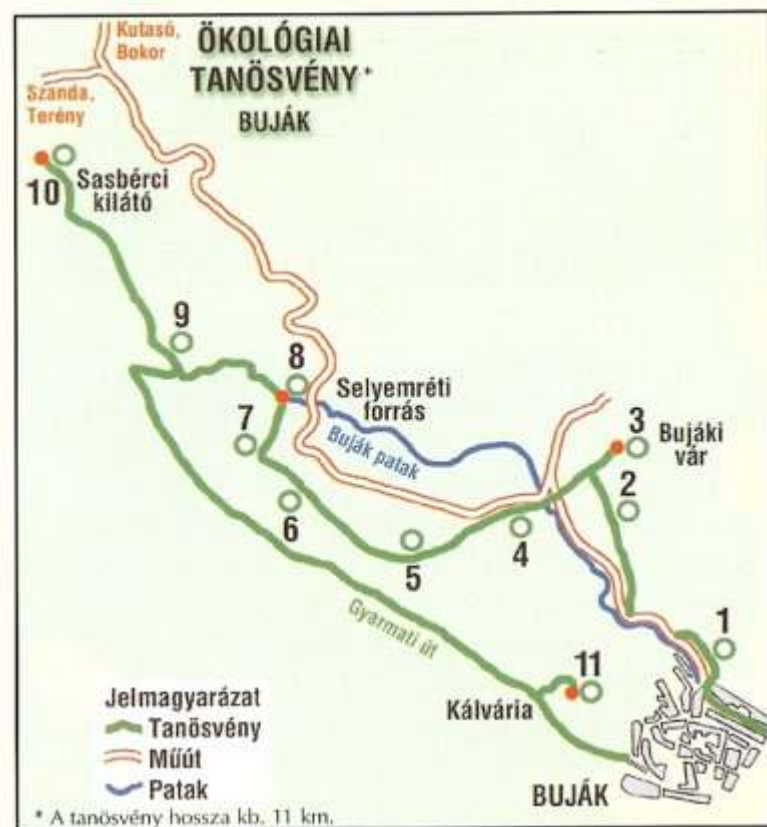 Kutasó,
Bokor
ÖKOLÓGIAI
TANÖSVÉNY *
BUJÁK
Szanda,
Terény
10
Sasbérci
kilátó
9
8
Selyemréti
forrás
7
Buják patak
3
Bujáki
vár
2
6
5
4
Gyarmati út
1
11
Kálvária
Jelmagyarázat
Tanösvény
Műút
Patak
BUJÁK
* A tanösvény hossza kb. 11 km.